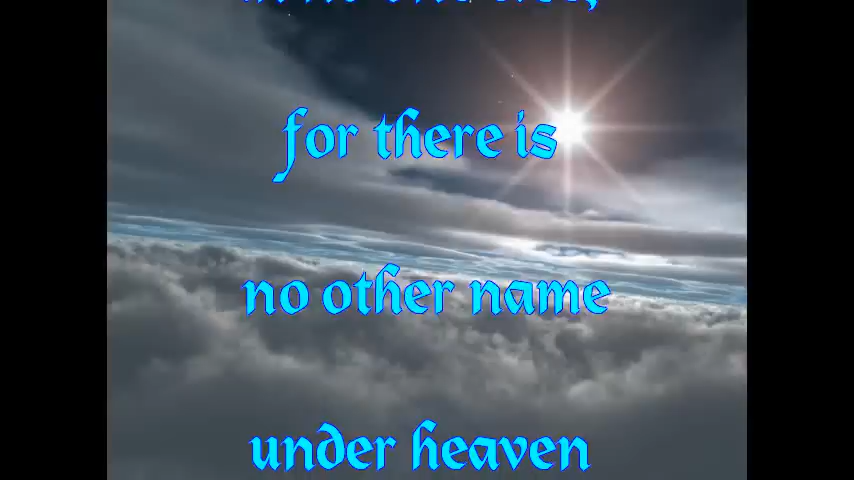 for there is
no other name
under heaven